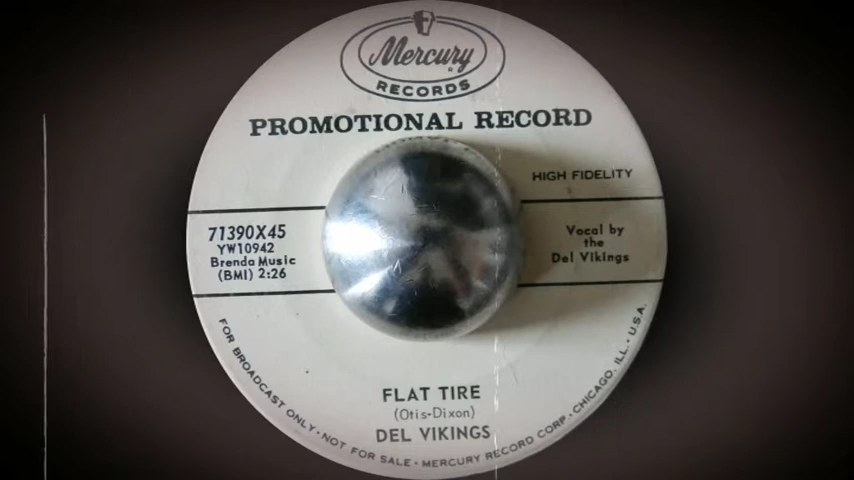 Mercury
RECORDS
PROMOTIONAL RECORD
HIGH FIDELITY
71390X45
YW10942
Brenda Music
(BMI) 2:26
Vocal by
the
Del Vikings
FLAT TIRE
(Otis-Dixon)
DEL VIKINGS
FOR BROADCAST ONLY • NOT FOR SALE • MERCURY RECORD CORP. • CHICAGO, ILL. • U.S.A.